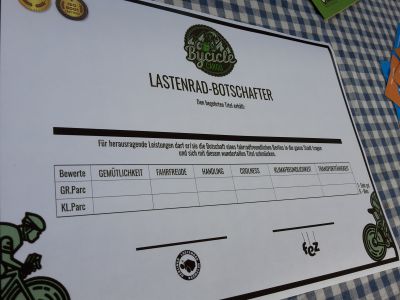 Bycicle
LASTENRAD-BOTSCHAFTER
Den begehrten Titel erhält:
Für herausragende Leistungen darf er/sie die Botschaft eines fahrradfreundlichen Berlins in die ganze Stadt tragen
und sich mit diesem wundertollen Titel schmücken.
Bewerte GEMÜTLICHKEIT FAHRFREUDE HANDLING COOLNESS KLIMAFREUNDLICHKEIT TRANSPORTFÄHIGKEIT
GR.Parc
KL.Parc
fez